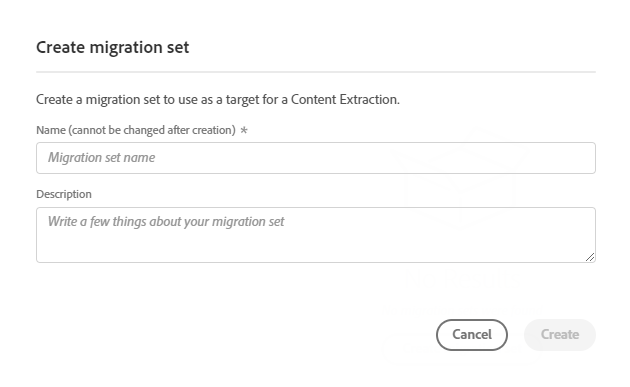 Create migration set
Create a migration set to use as a target for a Content Extraction.
Name (cannot be changed after creation) *
Migration set name
Description
Write a few things about your migration set
Cancel
Create